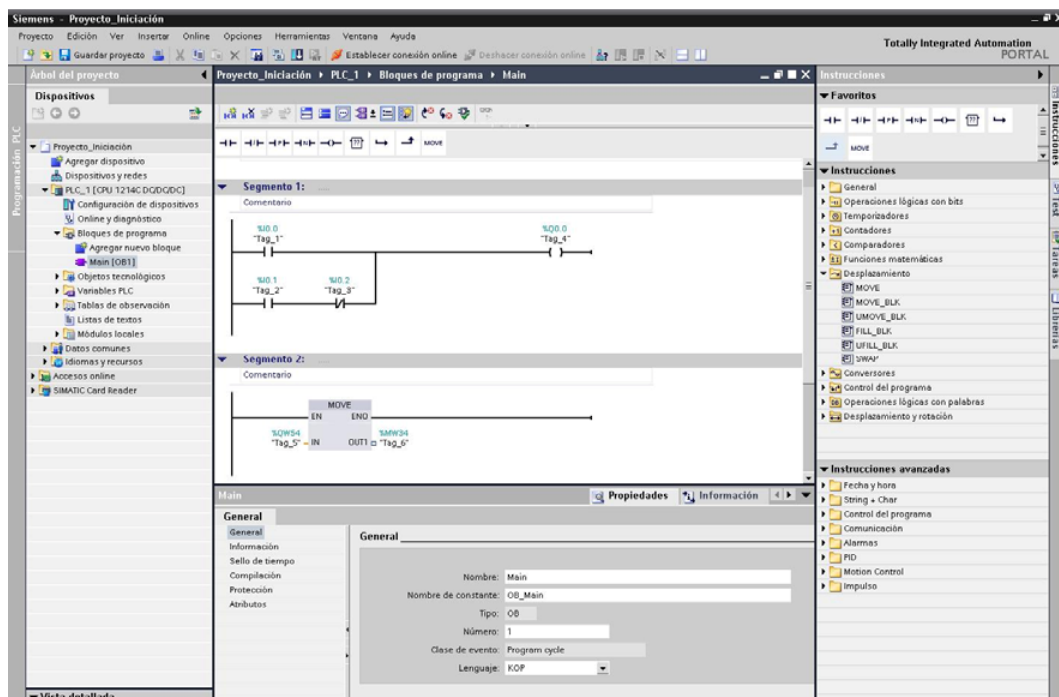 Siemens - Proyecto_Iniciación
Proyecto Edición Ver Insertar Online Opciones Herramientas Ventana Ayuda
Guardar proyecto
Establecer conexión online
Deshacer conexión online
Totally Integrated Automation
PORTAL
Árbol del proyecto
Dispositivos
Programación PLC
Proyecto_Iniciación
Agregar dispositivo
Dispositivos y redes
PLC_1 [CPU 1214C DC/DC/DC]
Configuración de dispositivos
Online y diagnóstico
Bloques de programa
Agregar nuevo bloque
Main [OB1]
Objetos tecnológicos
Variables PLC
Tablas de observación
Listas de textos
Módulos locales
Datos comunes
Idiomas y recursos
Accesos online
SIMATIC Card Reader
Vista detallada
Proyecto_Iniciación PLC_1 Bloques de programa Main
MOVE
Segmento 1: ....
Comentario
%I0.0
"Tag_1"
%Q0.0
"Tag_4"
%I0.1
"Tag_2"
%I0.2
"Tag_3"
Segmento 2: ....
Comentario
MOVE
EN ENO
%QW54
"Tag_5" IN
OUT1
%MW34
"Tag_6"
Main
Propiedades
Información
General
General
Información
Sello de tiempo
Compilación
Protección
Atributos
General
Nombre: Main
Nombre de constante: OB_Main
Tipo: OB
Número: 1
Clase de evento: Program cycle
Lenguaje: KOP
Instrucciones
Favoritos
MOVE
Instrucciones
General
Operaciones lógicas con bits
Temporizadores
Contadores
Comparadores
Funciones matemáticas
Desplazamiento
MOVE
MOVE_BLK
UMOVE_BLK
FILL_BLK
UFILL_BLK
SWAP
Conversores
Control del programa
Operaciones lógicas con palabras
Desplazamiento y rotación
Instrucciones avanzadas
Fecha y hora
String + Char
Control del programa
Comunicación
Alarmas
PID
Motion Control
Impulso
Instrucciones
Test
Tareas
Librerías